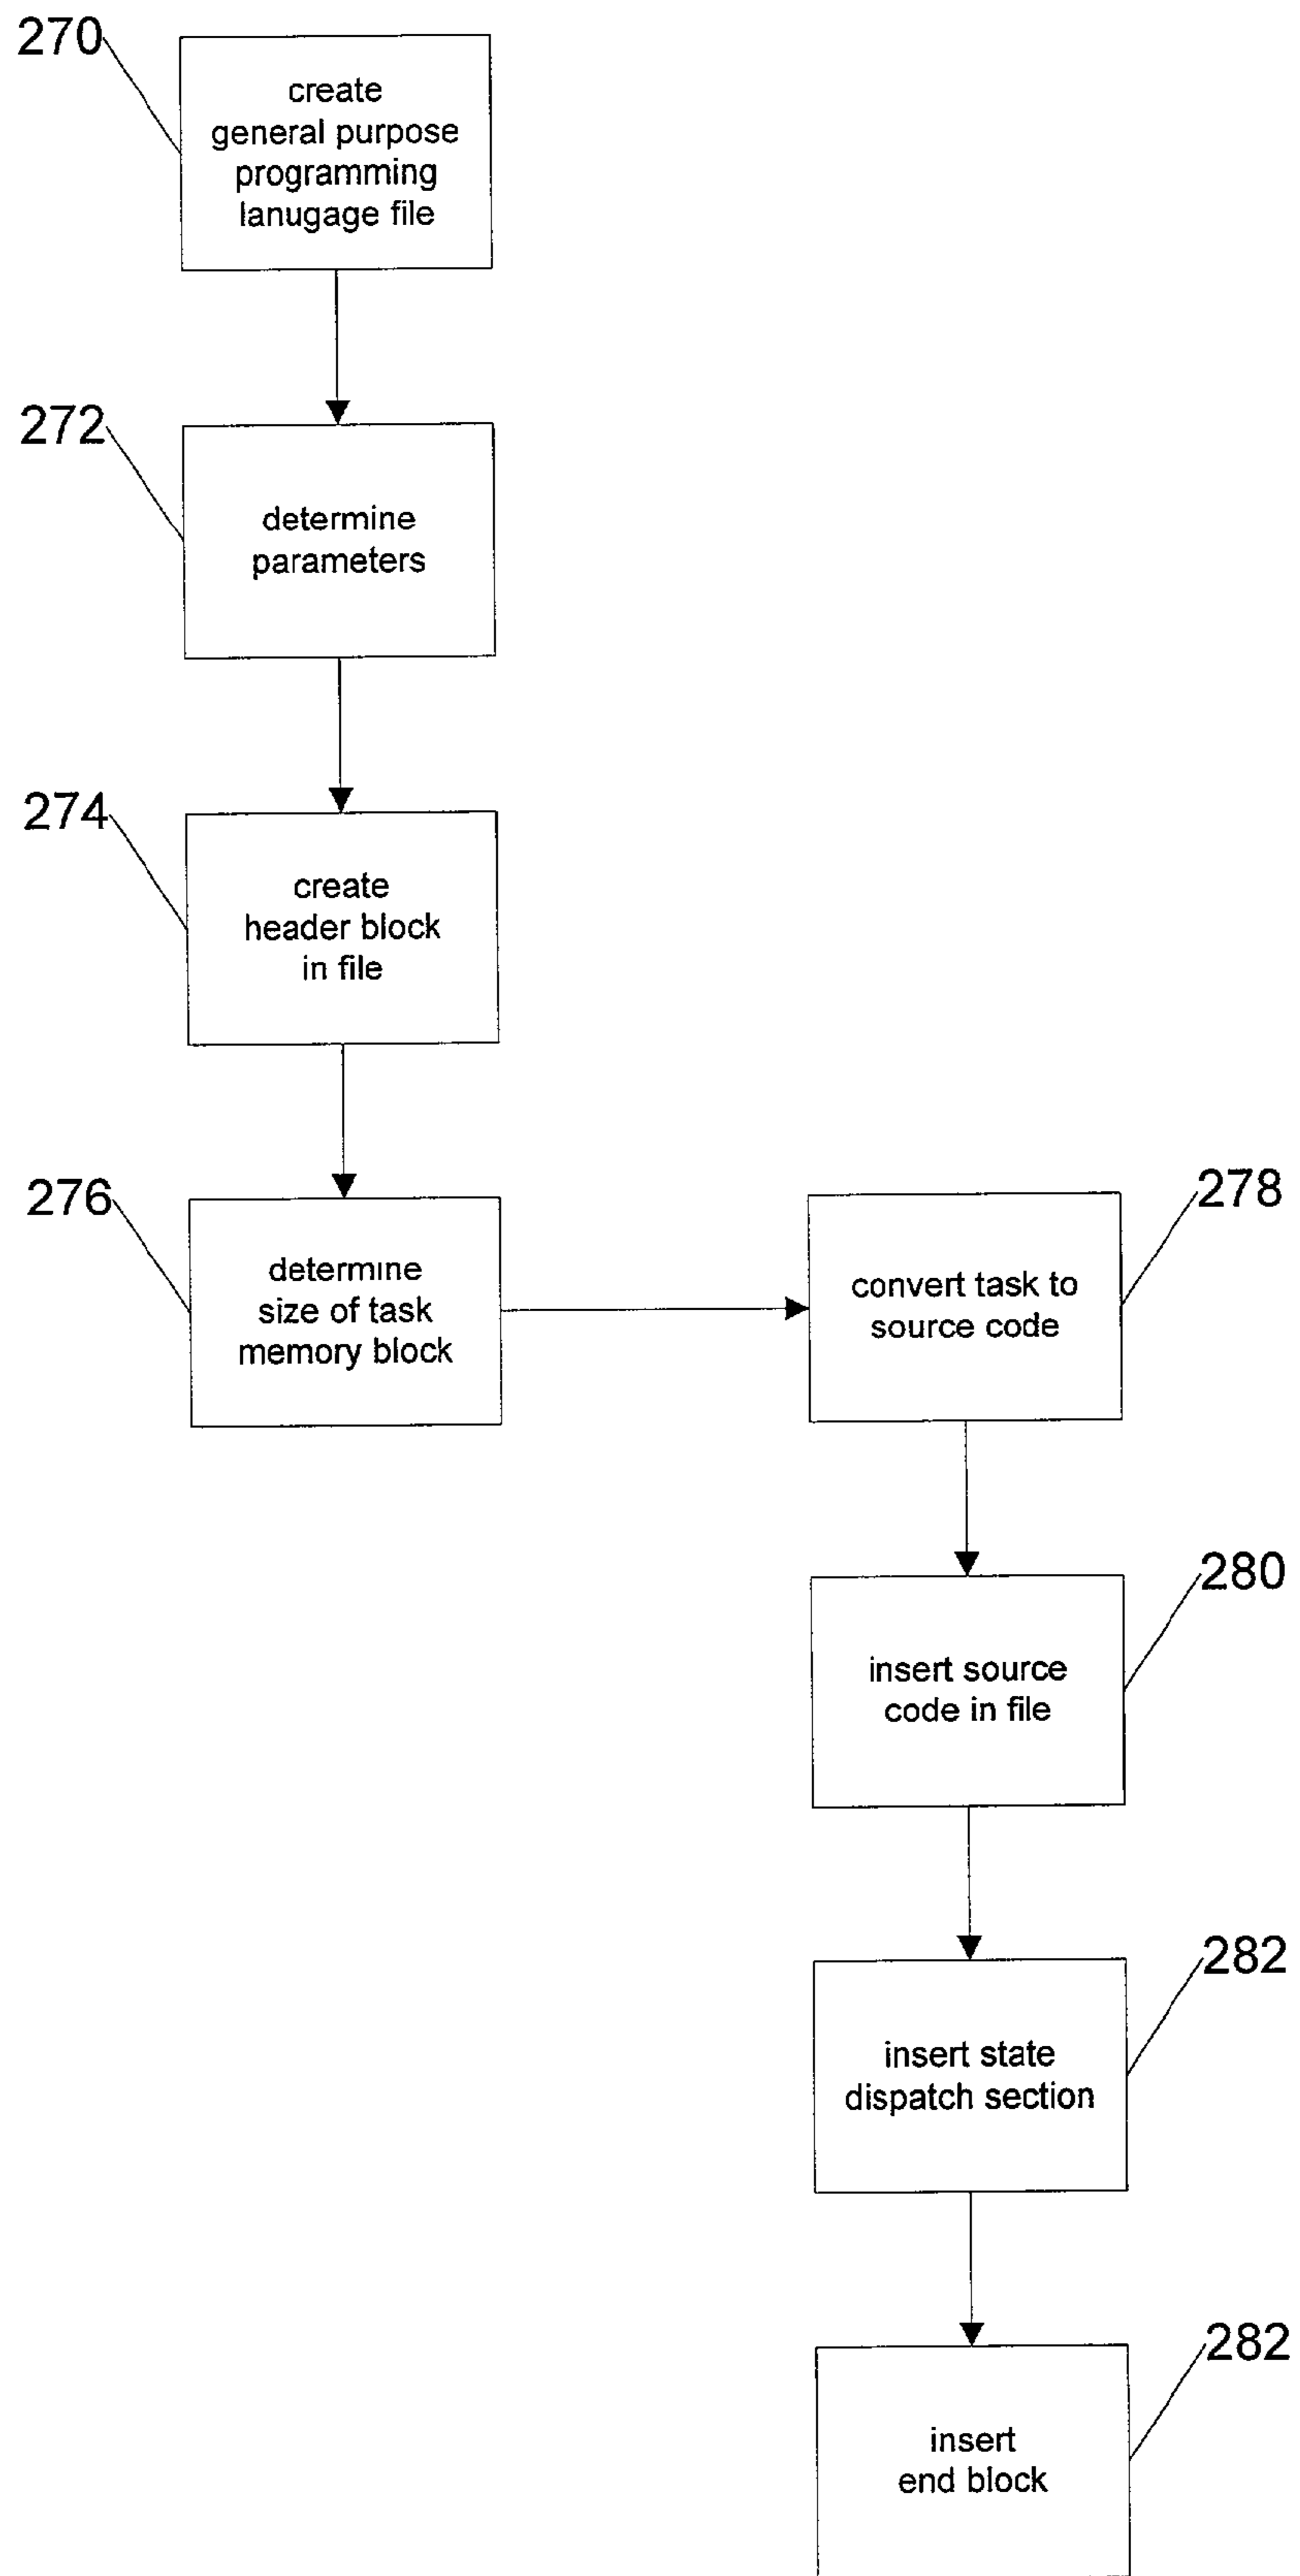 270
create
general purpose
programming
lanugage file
272
determine
parameters
274
create
header block
in file
276
determine
size of task
memory block
278
convert task to
source code
280
insert source
code in file
282
insert state
dispatch section
282
insert
end block